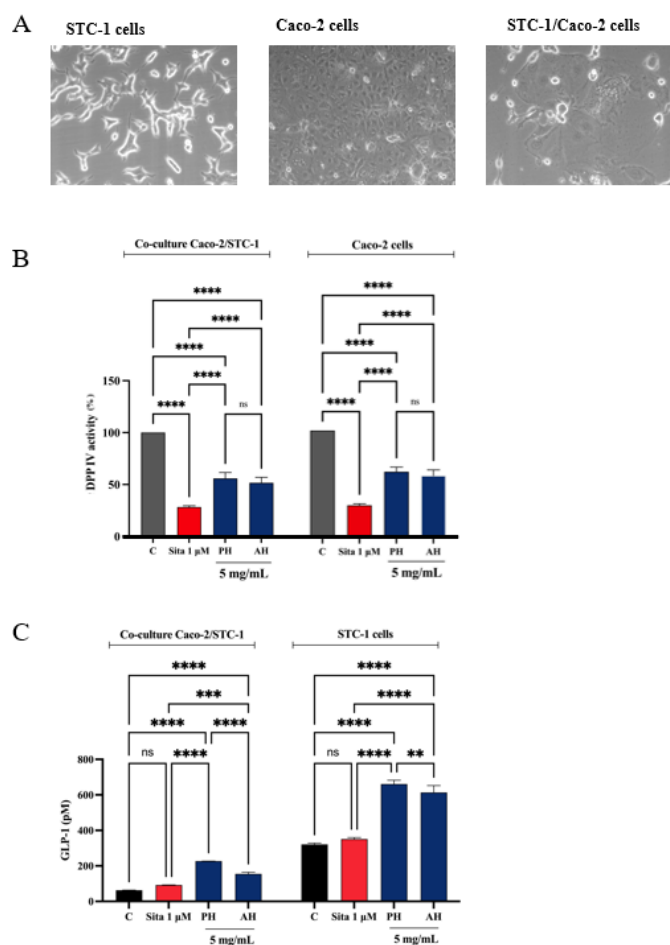 A
STC-1 cells
Caco-2 cells
STC-1/Caco-2 cells
B
Co-culture Caco-2/STC-1
Caco-2 cells
****
****
****
****
****
****
****
****
ns
ns
****
****
DPP IV activity (%)
150
100
50
0
C
Sita 1 µM
PH
AH
C
Sita 1 µM
PH
AH
5 mg/mL
5 mg/mL
C
Co-culture Caco-2/STC-1
STC-1 cells
****
****
***
****
****
****
****
ns
****
ns
****
**
GLP-1 (pM)
800
600
400
200
0
C
Sita 1 µM
PH
AH
C
Sita 1 µM
PH
AH
5 mg/mL
5 mg/mL